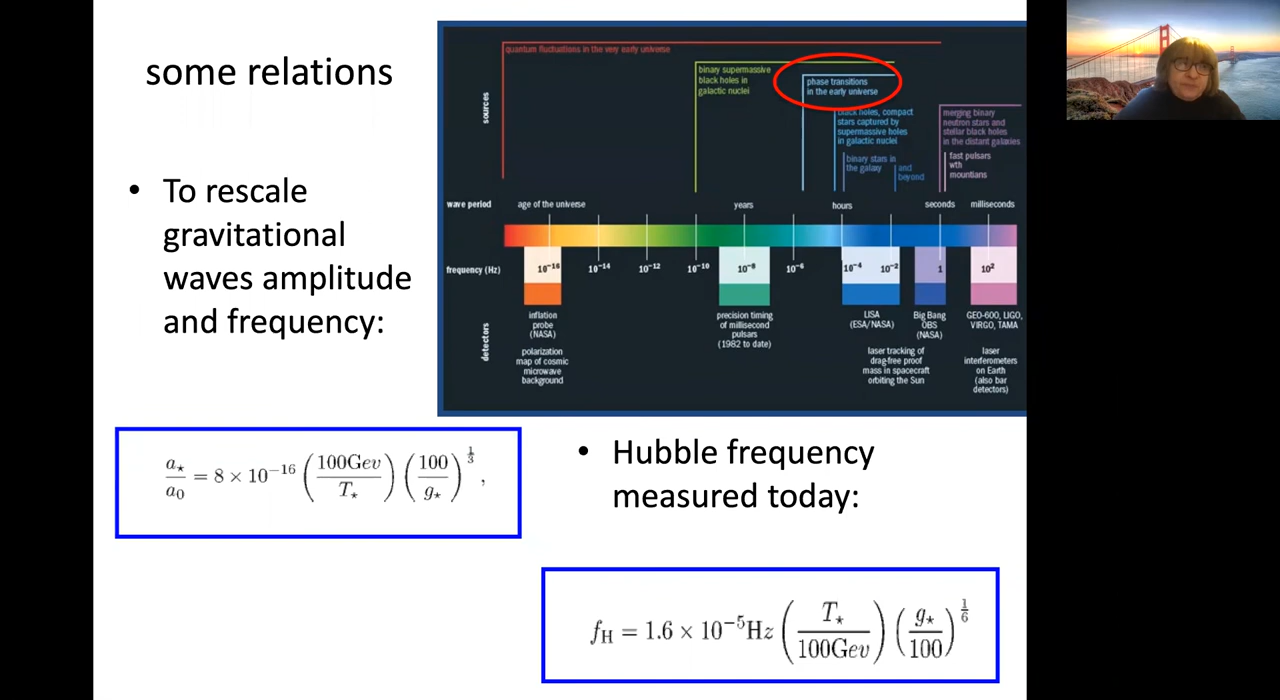 some relations
• To rescale
gravitational
waves amplitude
and frequency:
quantum fluctuations in the very early universe
binary supermassive
black holes in
galactic nuclei
phase transitions
in the early universe
black holes, compact
stars captured by
supermassive holes
in galactic nuclei
binary stars in
the galaxy
and
beyond
merging binary
neutron stars and
stellar black holes
in the distant galaxies
fast pulsars
wth
mountians
sources
wave period age of the universe years hours seconds milliseconds
frequency (Hz) 10⁻¹⁶ 10⁻¹⁴ 10⁻¹² 10⁻¹⁰ 10⁻⁸ 10⁻⁶ 10⁻⁴ 10⁻² 1 10²
detectors
inflation
probe
(NASA)
polarization
map of cosmic
microwave
background
precision timing
of millisecond
pulsars
(1982 to date)
LISA
(ESA/NASA)
Big Bang
OBS
(NASA)
GEO-600, LIGO,
VIRGO, TAMA
laser tracking of
drag-free proof
mass in spacecraft
orbiting the Sun
laser
interferometers
on Earth
(also bar
detectors)
a⋆/a0 = 8 × 10⁻¹⁶ (100Gev/T⋆) (100/g⋆)^(1/3) ,
• Hubble frequency
measured today:
fH = 1.6 × 10⁻⁵Hz (T⋆/100Gev) (g⋆/100)^(1/6)